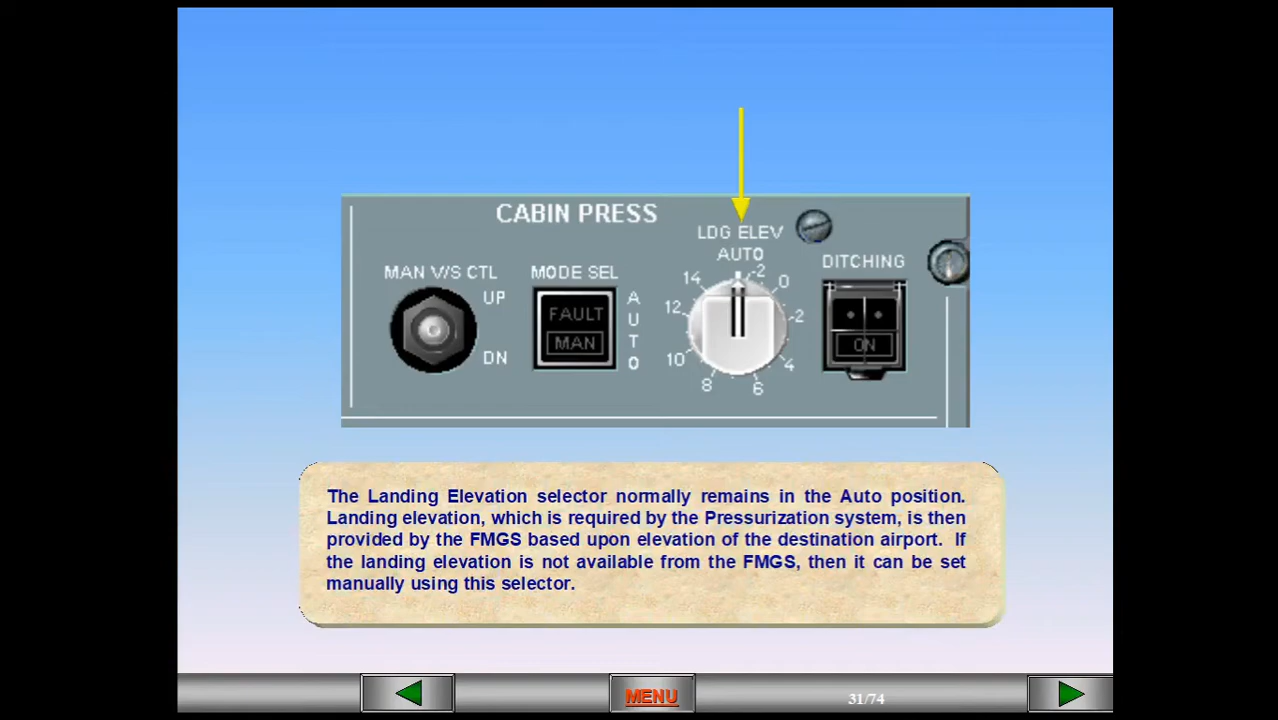 CABIN PRESS
LDG ELEV
AUTO
MAN V/S CTL
UP
DN
MODE SEL
FAULT
MAN
AUTO
-2
0
-2
4
6
8
10
12
14
DITCHING
ON
The Landing Elevation selector normally remains in the Auto position.
Landing elevation, which is required by the Pressurization system, is then
provided by the FMGS based upon elevation of the destination airport. If
the landing elevation is not available from the FMGS, then it can be set
manually using this selector.
MENU
31/74